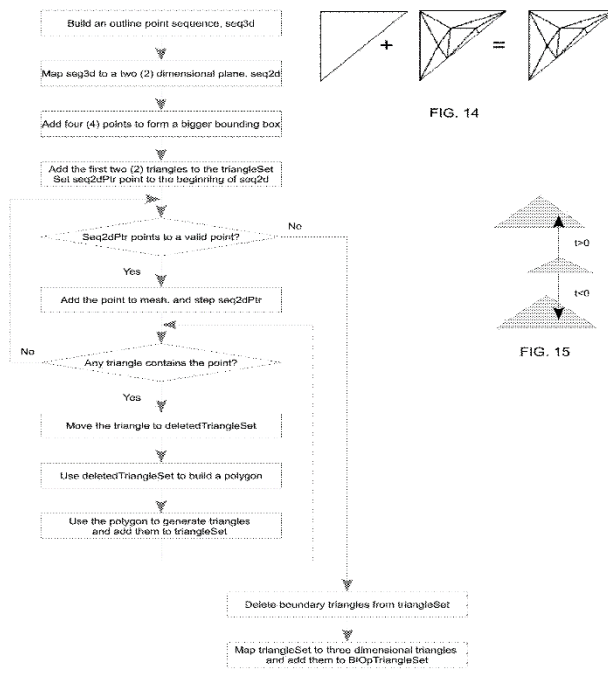 Build an outline point sequence, seq3d
Map seg3d to a two (2) dimensional plane, seq2d
Add four (4) points to form a bigger bounding box
Add the first two (2) triangles to the triangleSet
Set seq2dPtr point to the beginning of seq2d
Seq2dPtr points to a valid point?
No
Yes
Add the point to mesh, and step seq2dPtr
No
Any triangle contains the point?
Yes
Move the triangle to deletedTriangleSet
Use deletedTriangleSet to build a polygon
Use the polygon to generate triangles
and add them to triangleSet
Delete boundary triangles from triangleSet
Map triangleSet to three dimensional triangles
and add them to BlOpTriangleSet
+
=
FIG. 14
t>0
t<0
FIG. 15